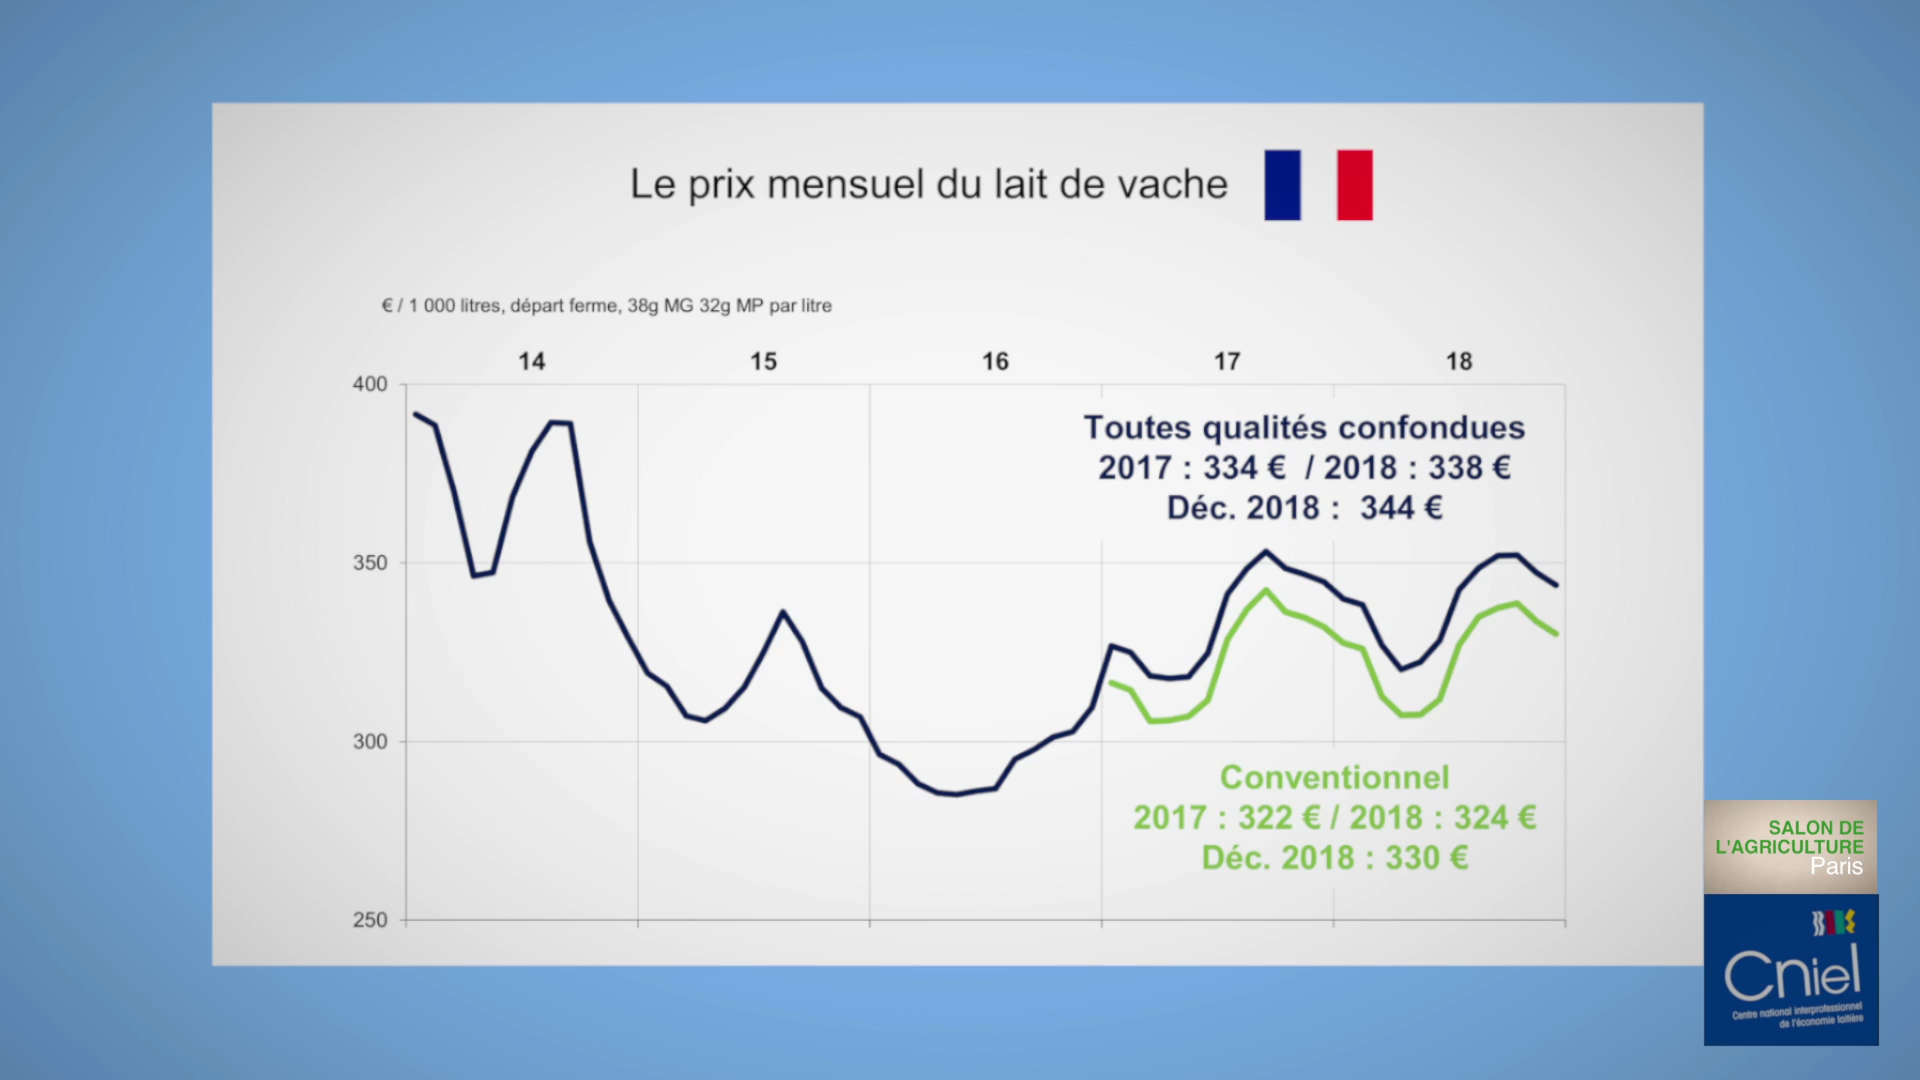 Le prix mensuel du lait de vache
€ / 1 000 litres, départ ferme, 38g MG 32g MP par litre
14 15 16 17 18
400
350
300
250
Toutes qualités confondues
2017 : 334 € / 2018 : 338 €
Déc. 2018 : 344 €
Conventionnel
2017 : 322 € / 2018 : 324 €
Déc. 2018 : 330 €
SALON DE
L'AGRICULTURE
Paris
Cniel
Centre national interprofessionnel
de l'économie laitière